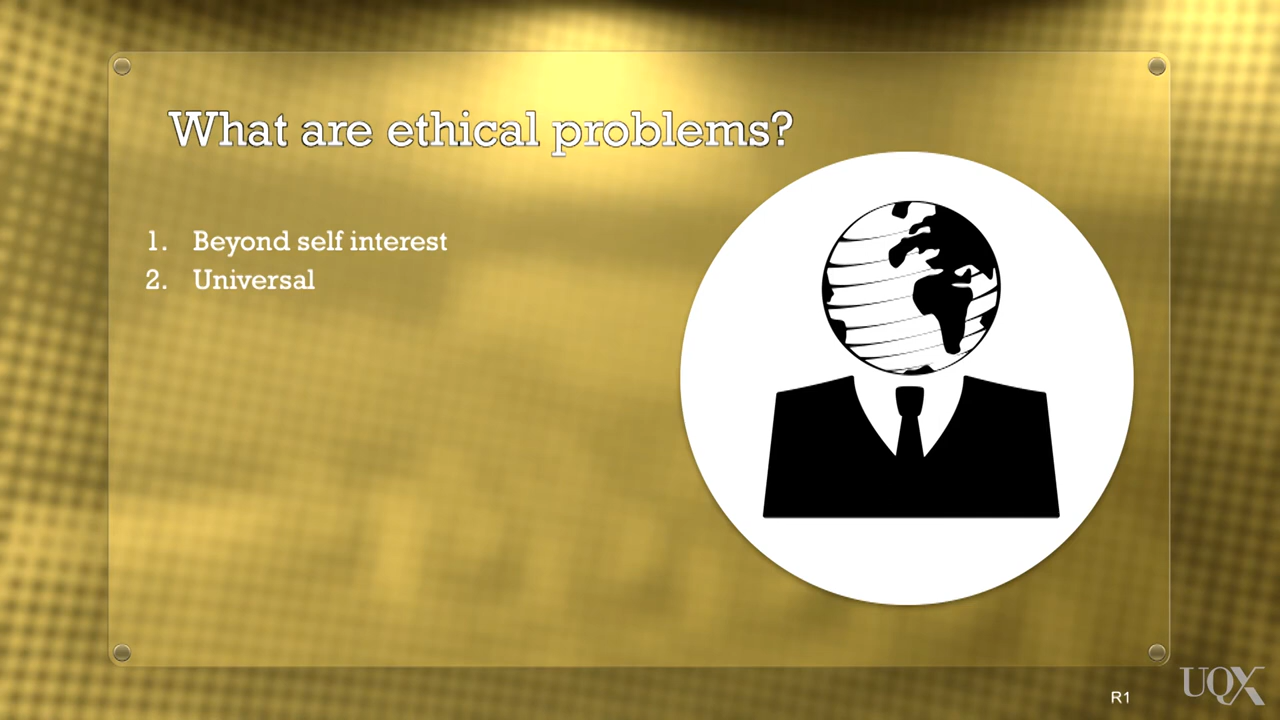 What are ethical problems?
1. Beyond self interest
2. Universal
R1
UQX